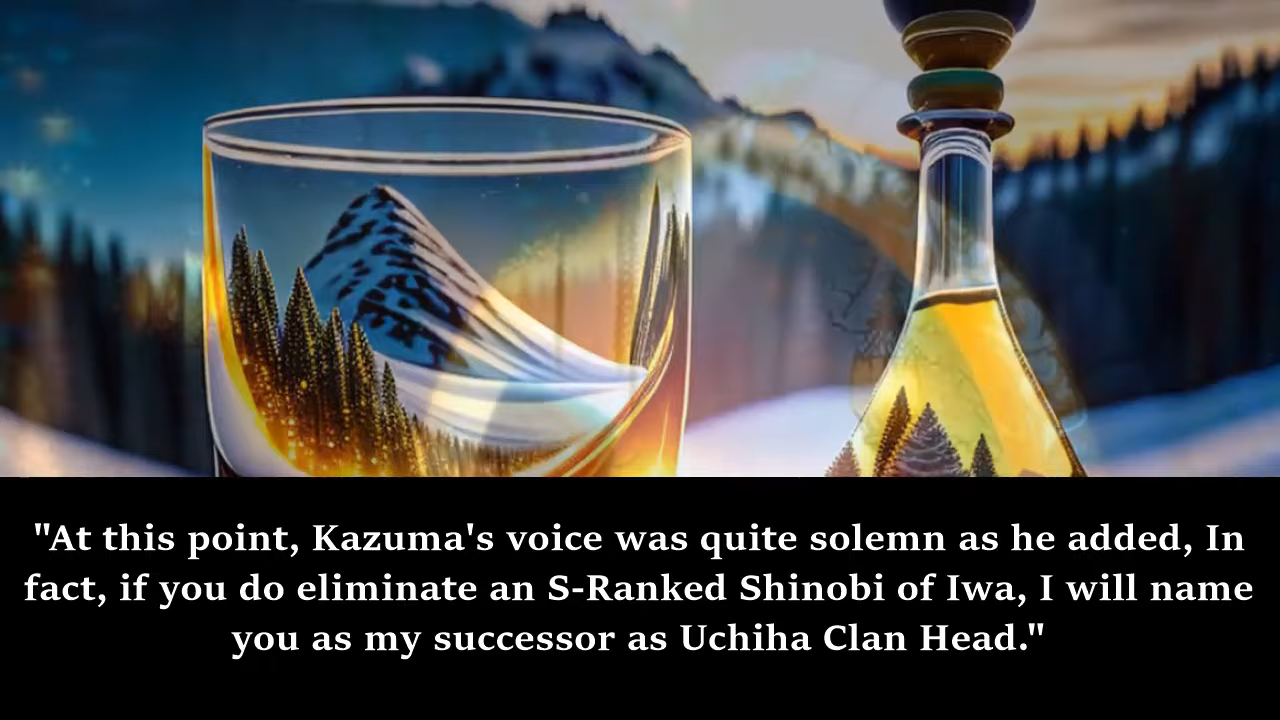 "At this point, Kazuma's voice was quite solemn as he added, In
fact, if you do eliminate an S-Ranked Shinobi of Iwa, I will name
you as my successor as Uchiha Clan Head."